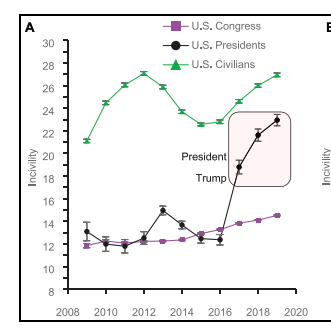 A
U.S. Congress
U.S. Presidents
U.S. Civilians
B
Incivility
30
28
26
24
22
20
18
16
14
12
10
8
President
Trump
Incivility
2008
2010
2012
2014
2016
2018
2020